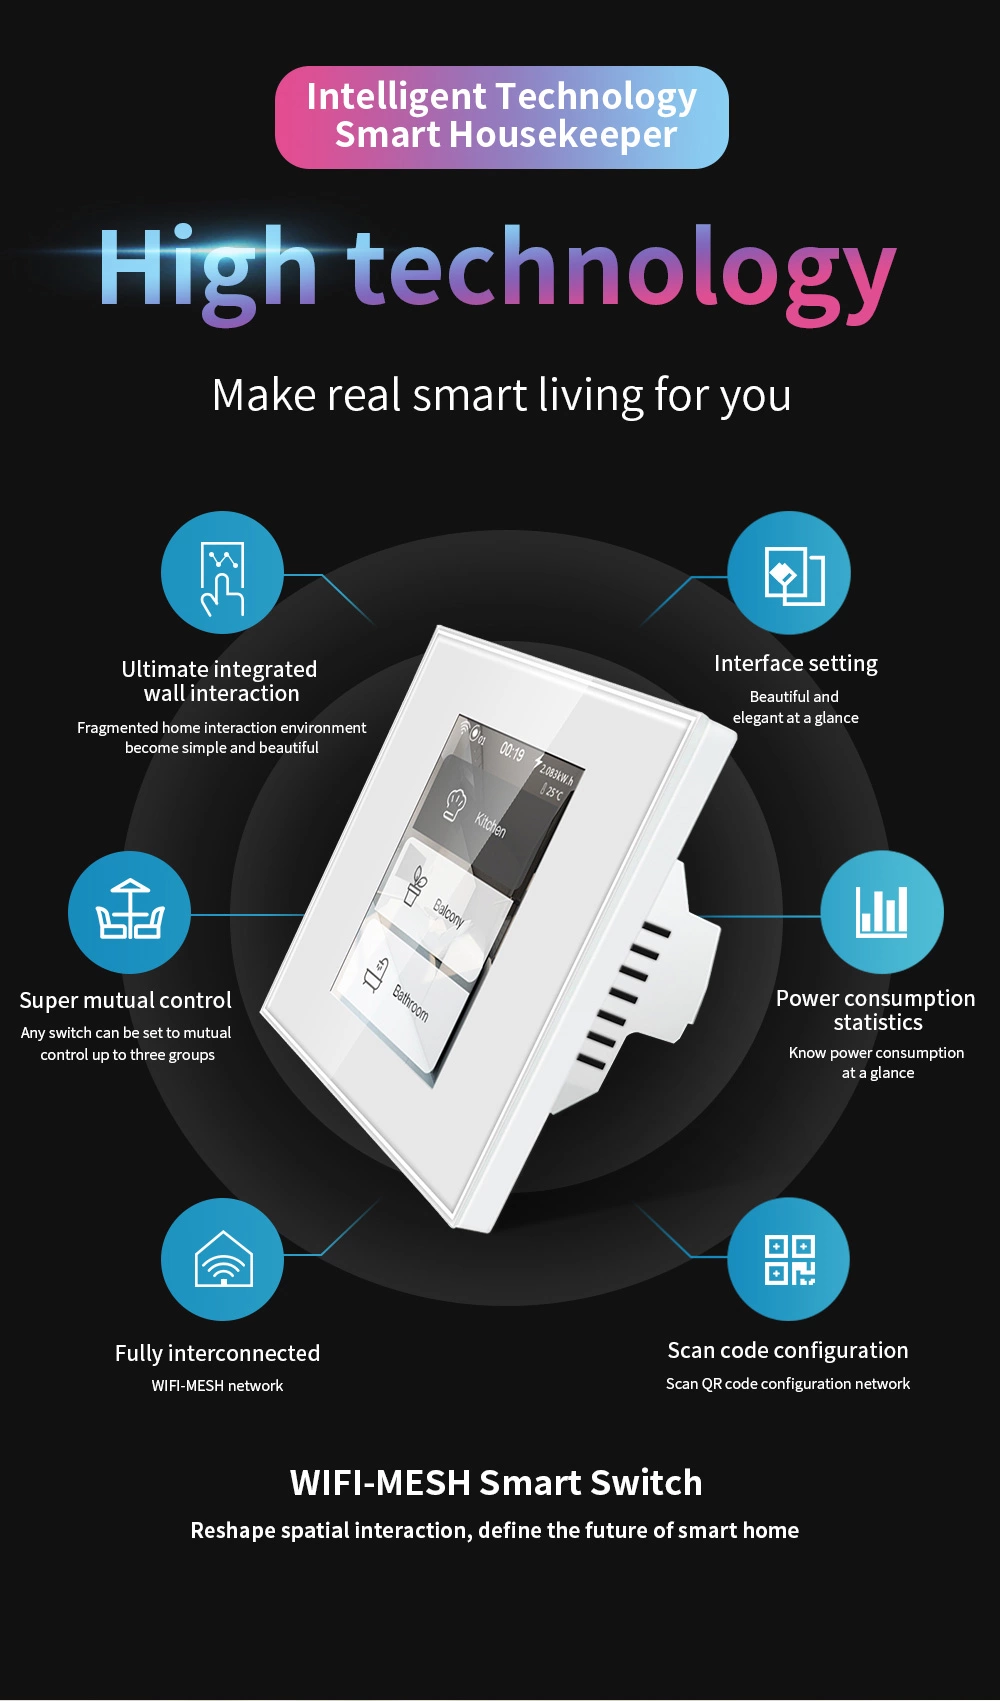 Intelligent Technology
Smart Housekeeper
High technology
Make real smart living for you
Ultimate integrated
wall interaction
Fragmented home interaction environment
become simple and beautiful
Interface setting
Beautiful and
elegant at a glance
01
00:19
2.083kW.h
25°C
Kitchen
Balcony
Bathroom
Super mutual control
Any switch can be set to mutual
control up to three groups
Power consumption
statistics
Know power consumption
at a glance
Fully interconnected
WIFI-MESH network
Scan code configuration
Scan QR code configuration network
WIFI-MESH Smart Switch
Reshape spatial interaction, define the future of smart home